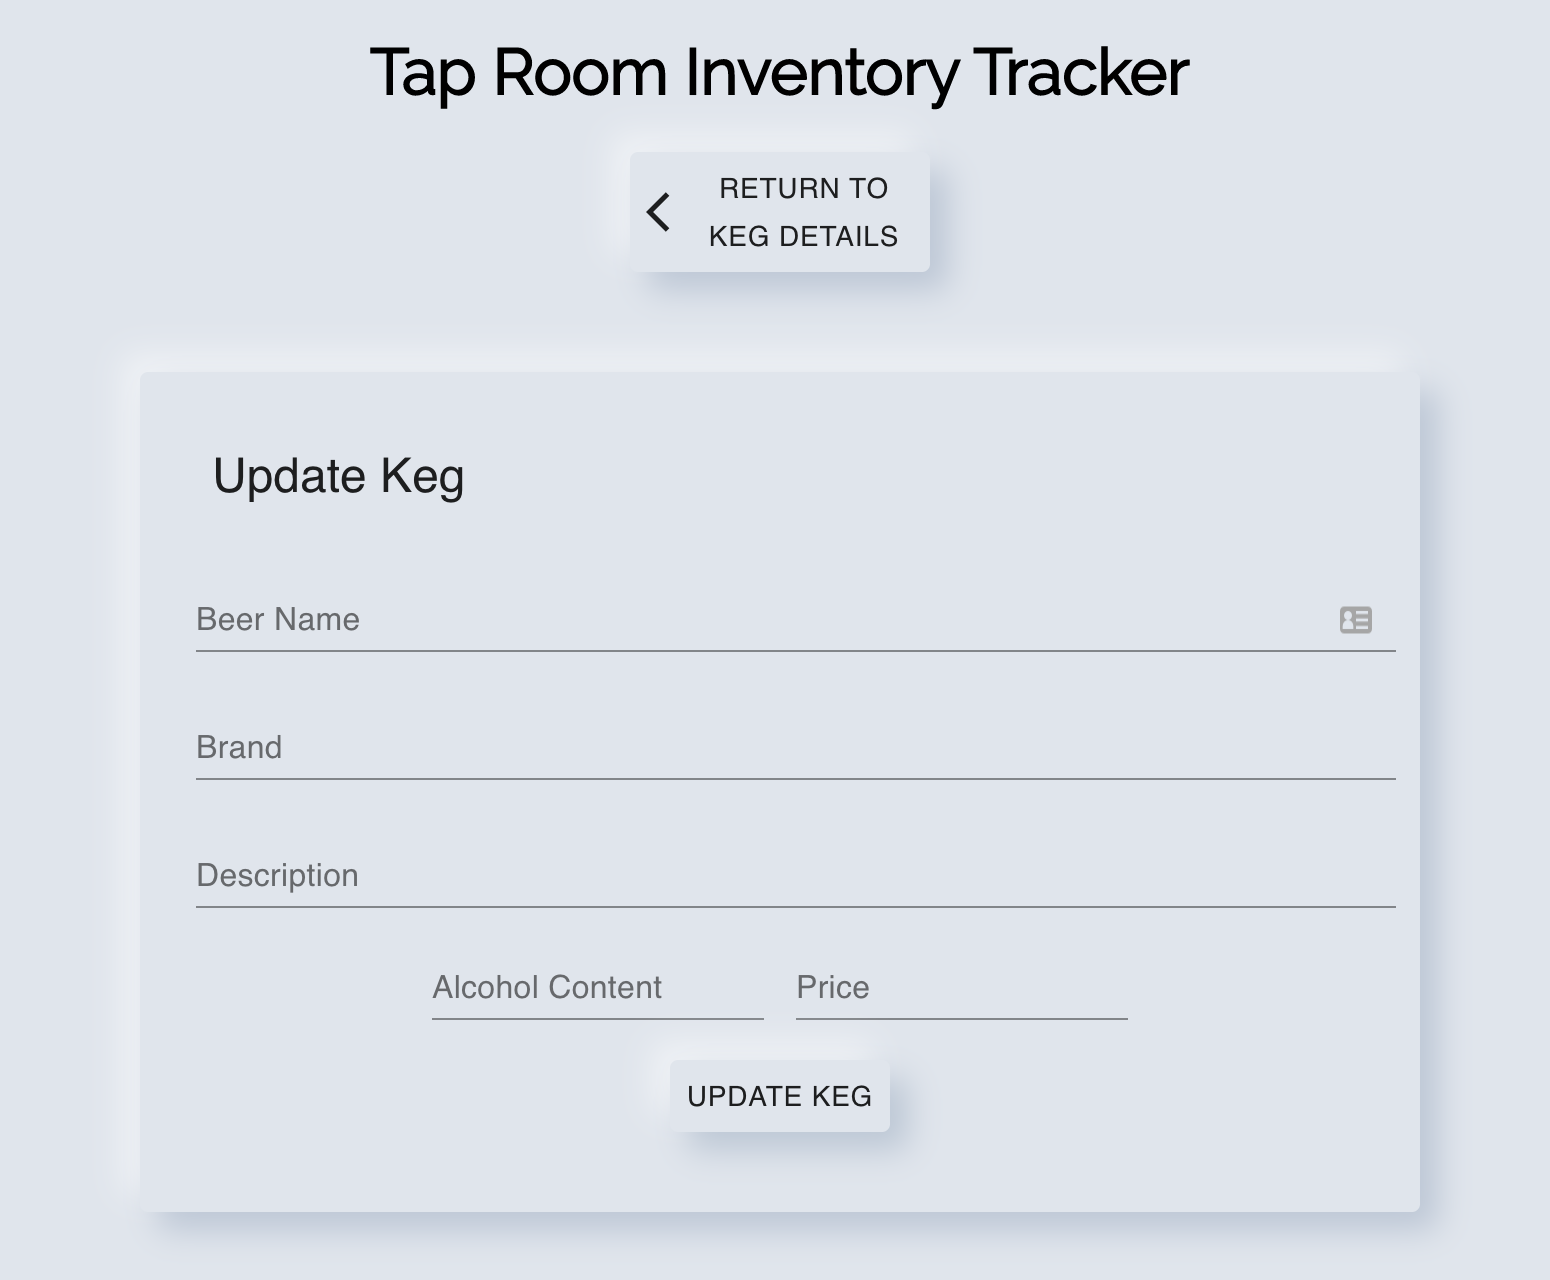 Tap Room Inventory Tracker
RETURN TO
KEG DETAILS
Update Keg
Beer Name
Brand
Description
Alcohol Content Price
UPDATE KEG